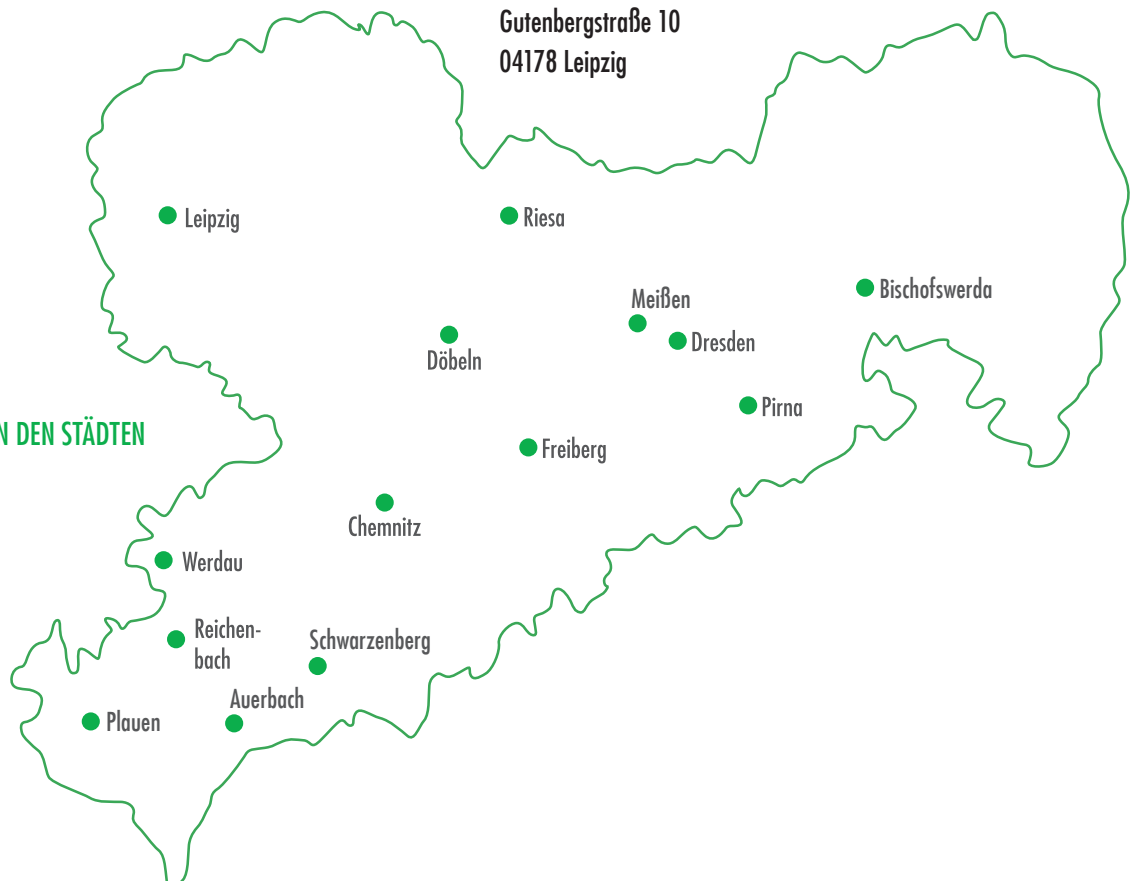 Gutenbergstraße 10
04178 Leipzig
Leipzig
Riesa
Bischofswerda
Meißen
Dresden
Döbeln
Pirna
N DEN STÄDTEN
Freiberg
Chemnitz
Werdau
Reichen-
bach
Schwarzenberg
Auerbach
Plauen